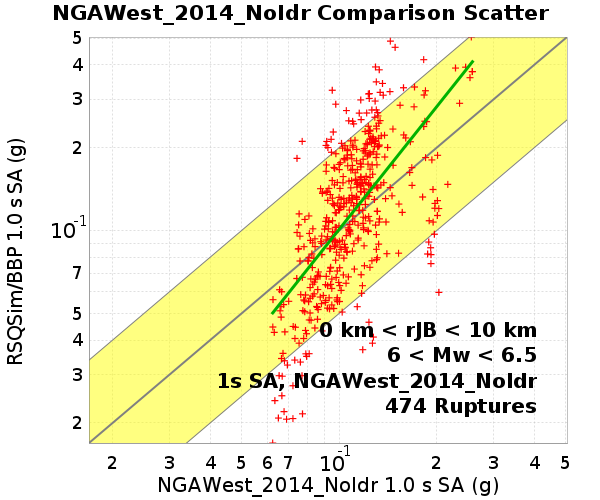 NGAWest_2014_NoIdr Comparison Scatter
5
4
3
2
10-1
7
5
4
3
2
RSQSim/BBP 1.0 s SA (g)
0 km < rJB < 10 km
6 < Mw < 6.5
1s SA, NGAWest_2014_NoIdr
474 Ruptures
2 3 4 5 6 7 10-1 2 3 4 5
NGAWest_2014_NoIdr 1.0 s SA (g)